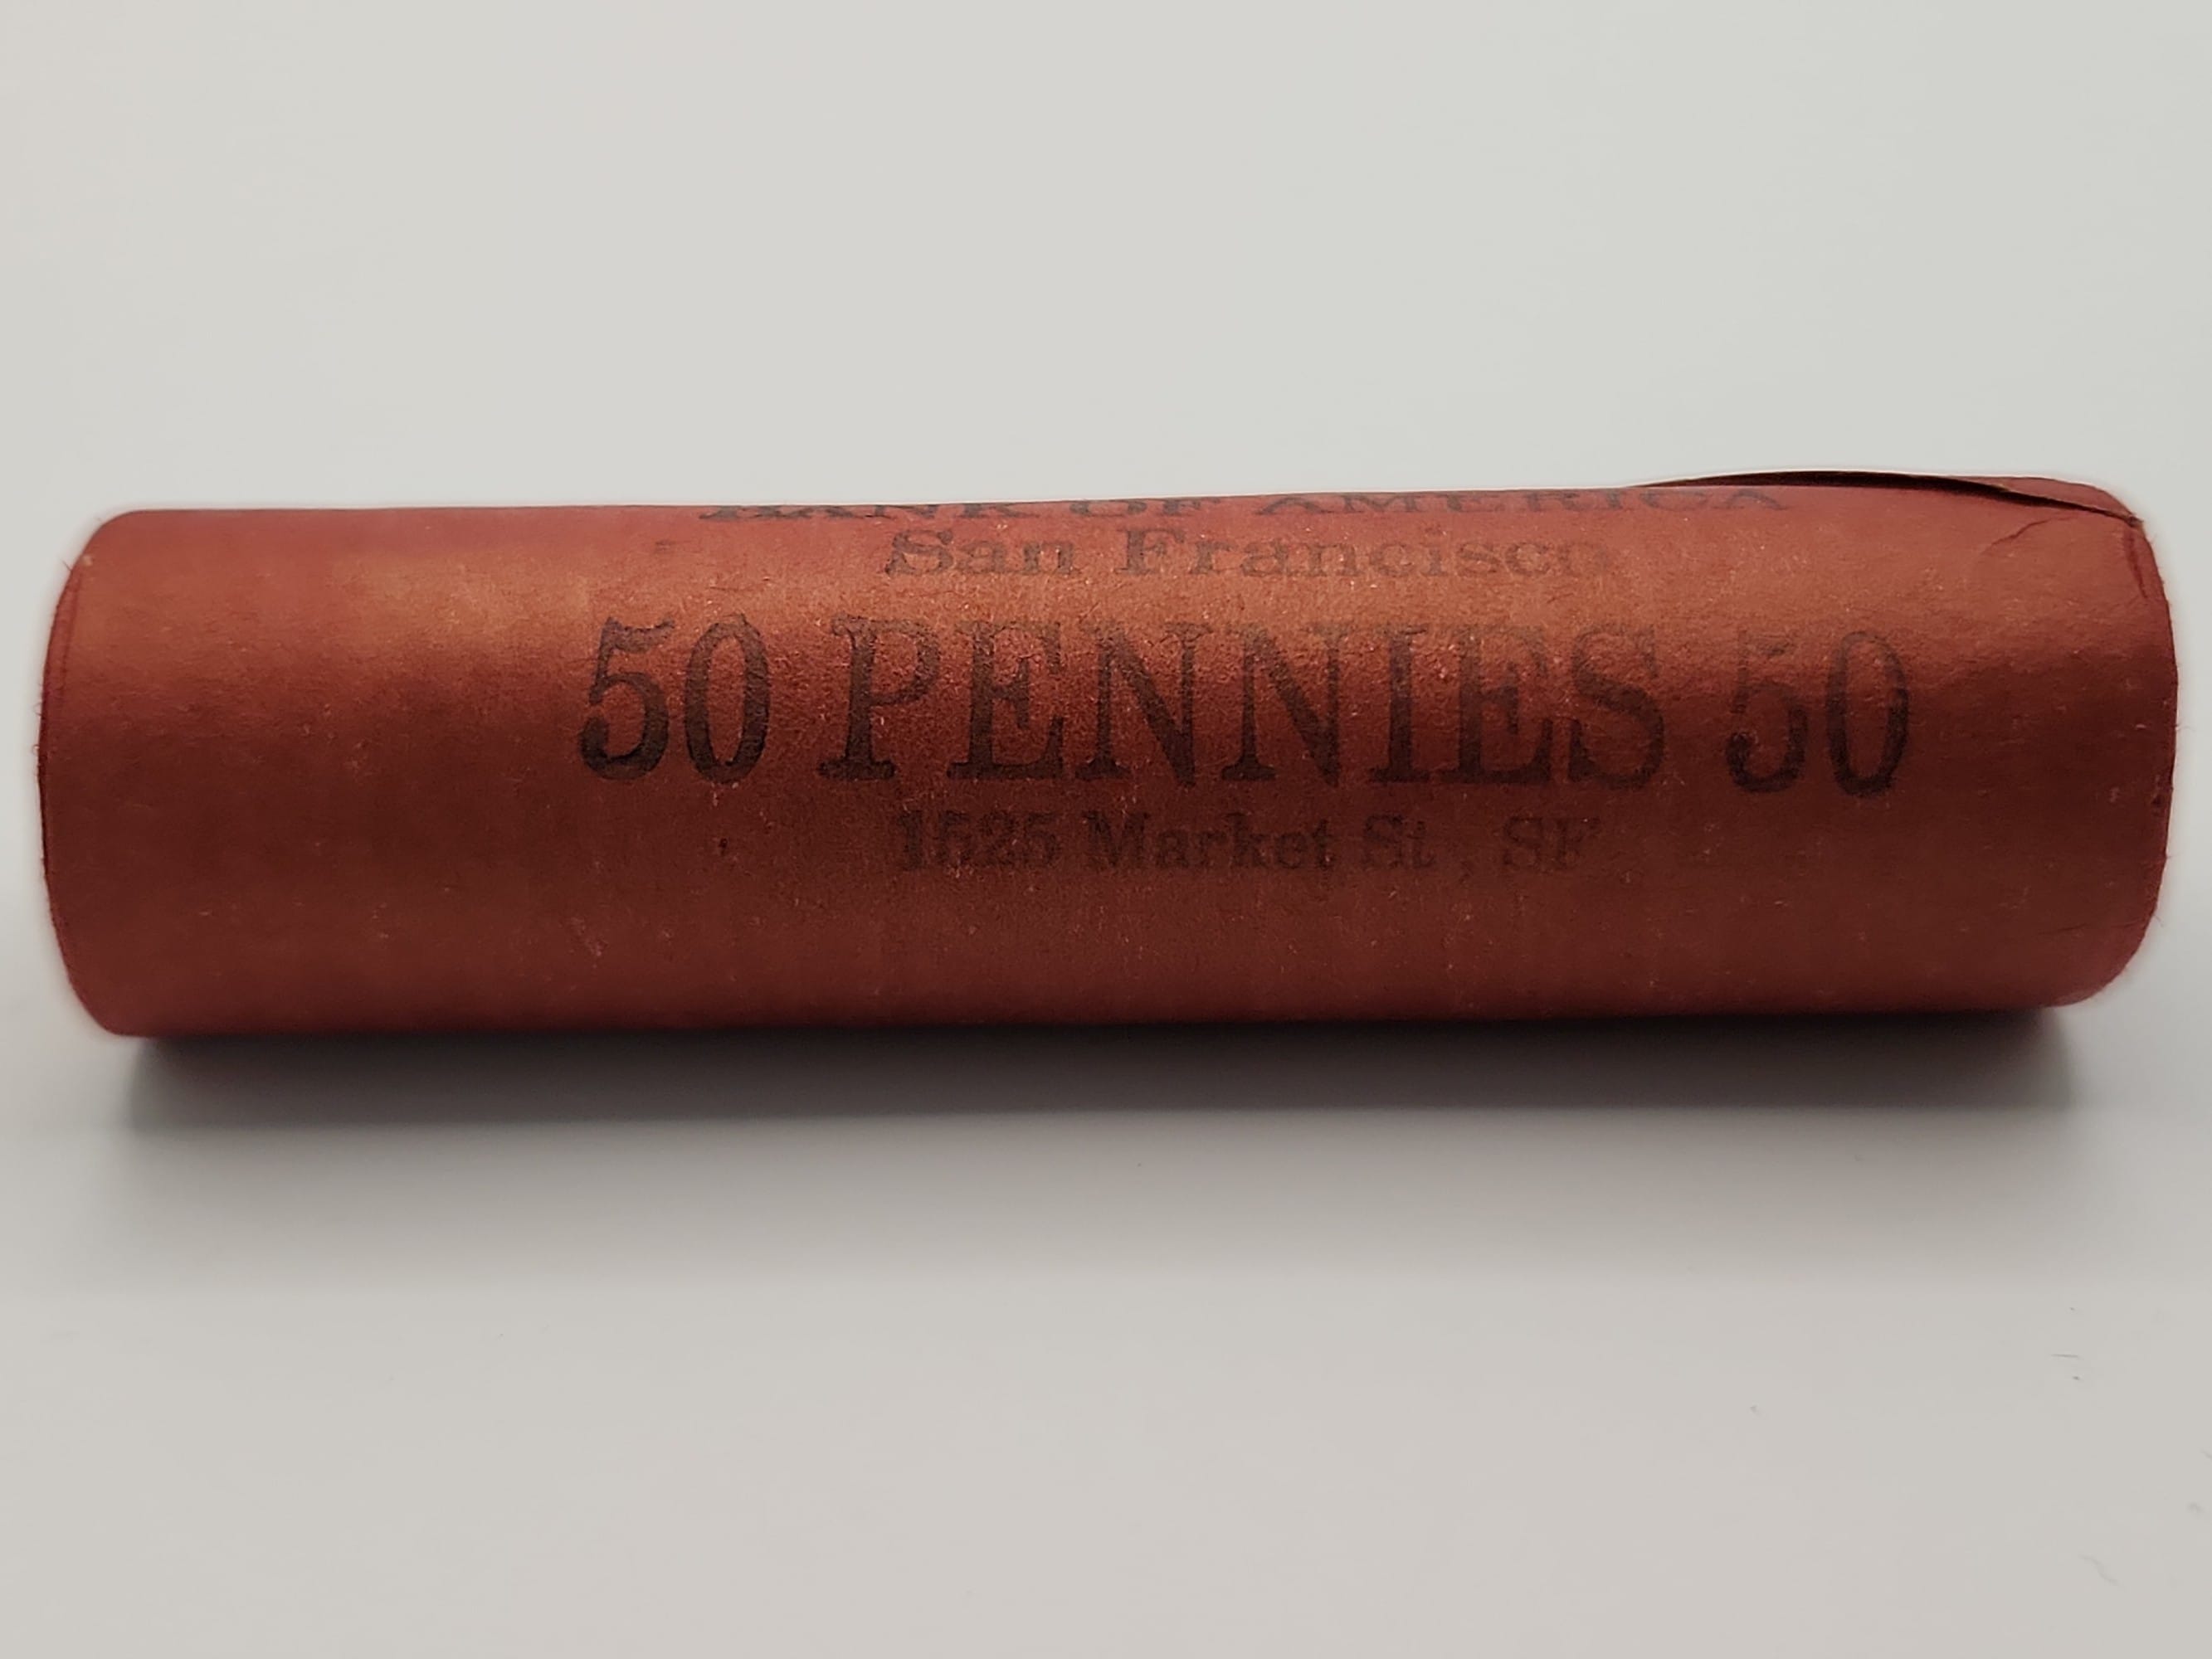 BANK OF AMERICA
San Francisco
50 PENNIES 50
1525 Market St., SF